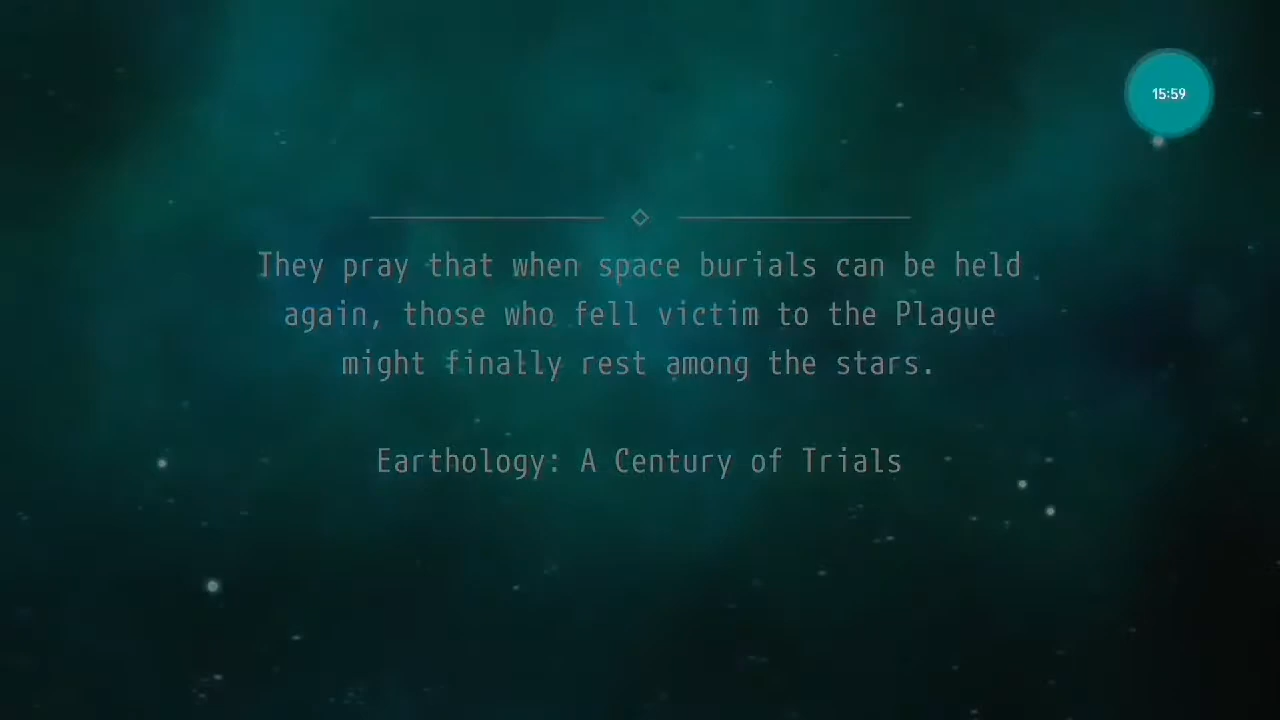 15:59
They pray that when space burials can be held
again, those who fell victim to the Plague
might finally rest among the stars.
Earthology: A Century of Trials